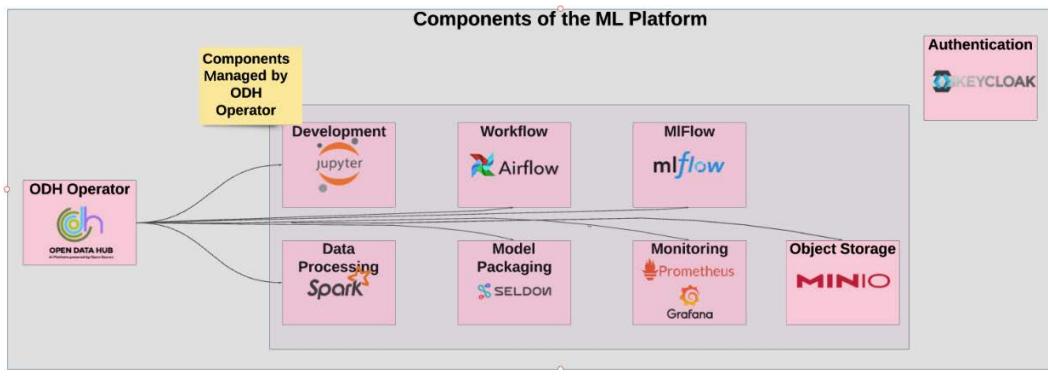 Components of the ML Platform
Authentication
KEYCLOAK
Components
Managed by
ODH
Operator
Development
jupyter
Workflow
Airflow
MlFlow
mlflow
ODH Operator
OPEN DATA HUB
Data
Processing
Spark
Model
Packaging
SELDON
Monitoring
Prometheus
Grafana
Object Storage
MINIO